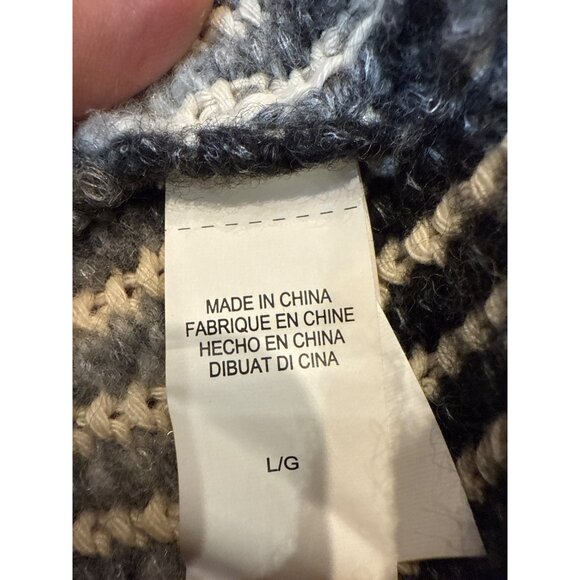 MADE IN CHINA
FABRIQUE EN CHINE
HECHO EN CHINA
DIBUAT DI CINA
L/G